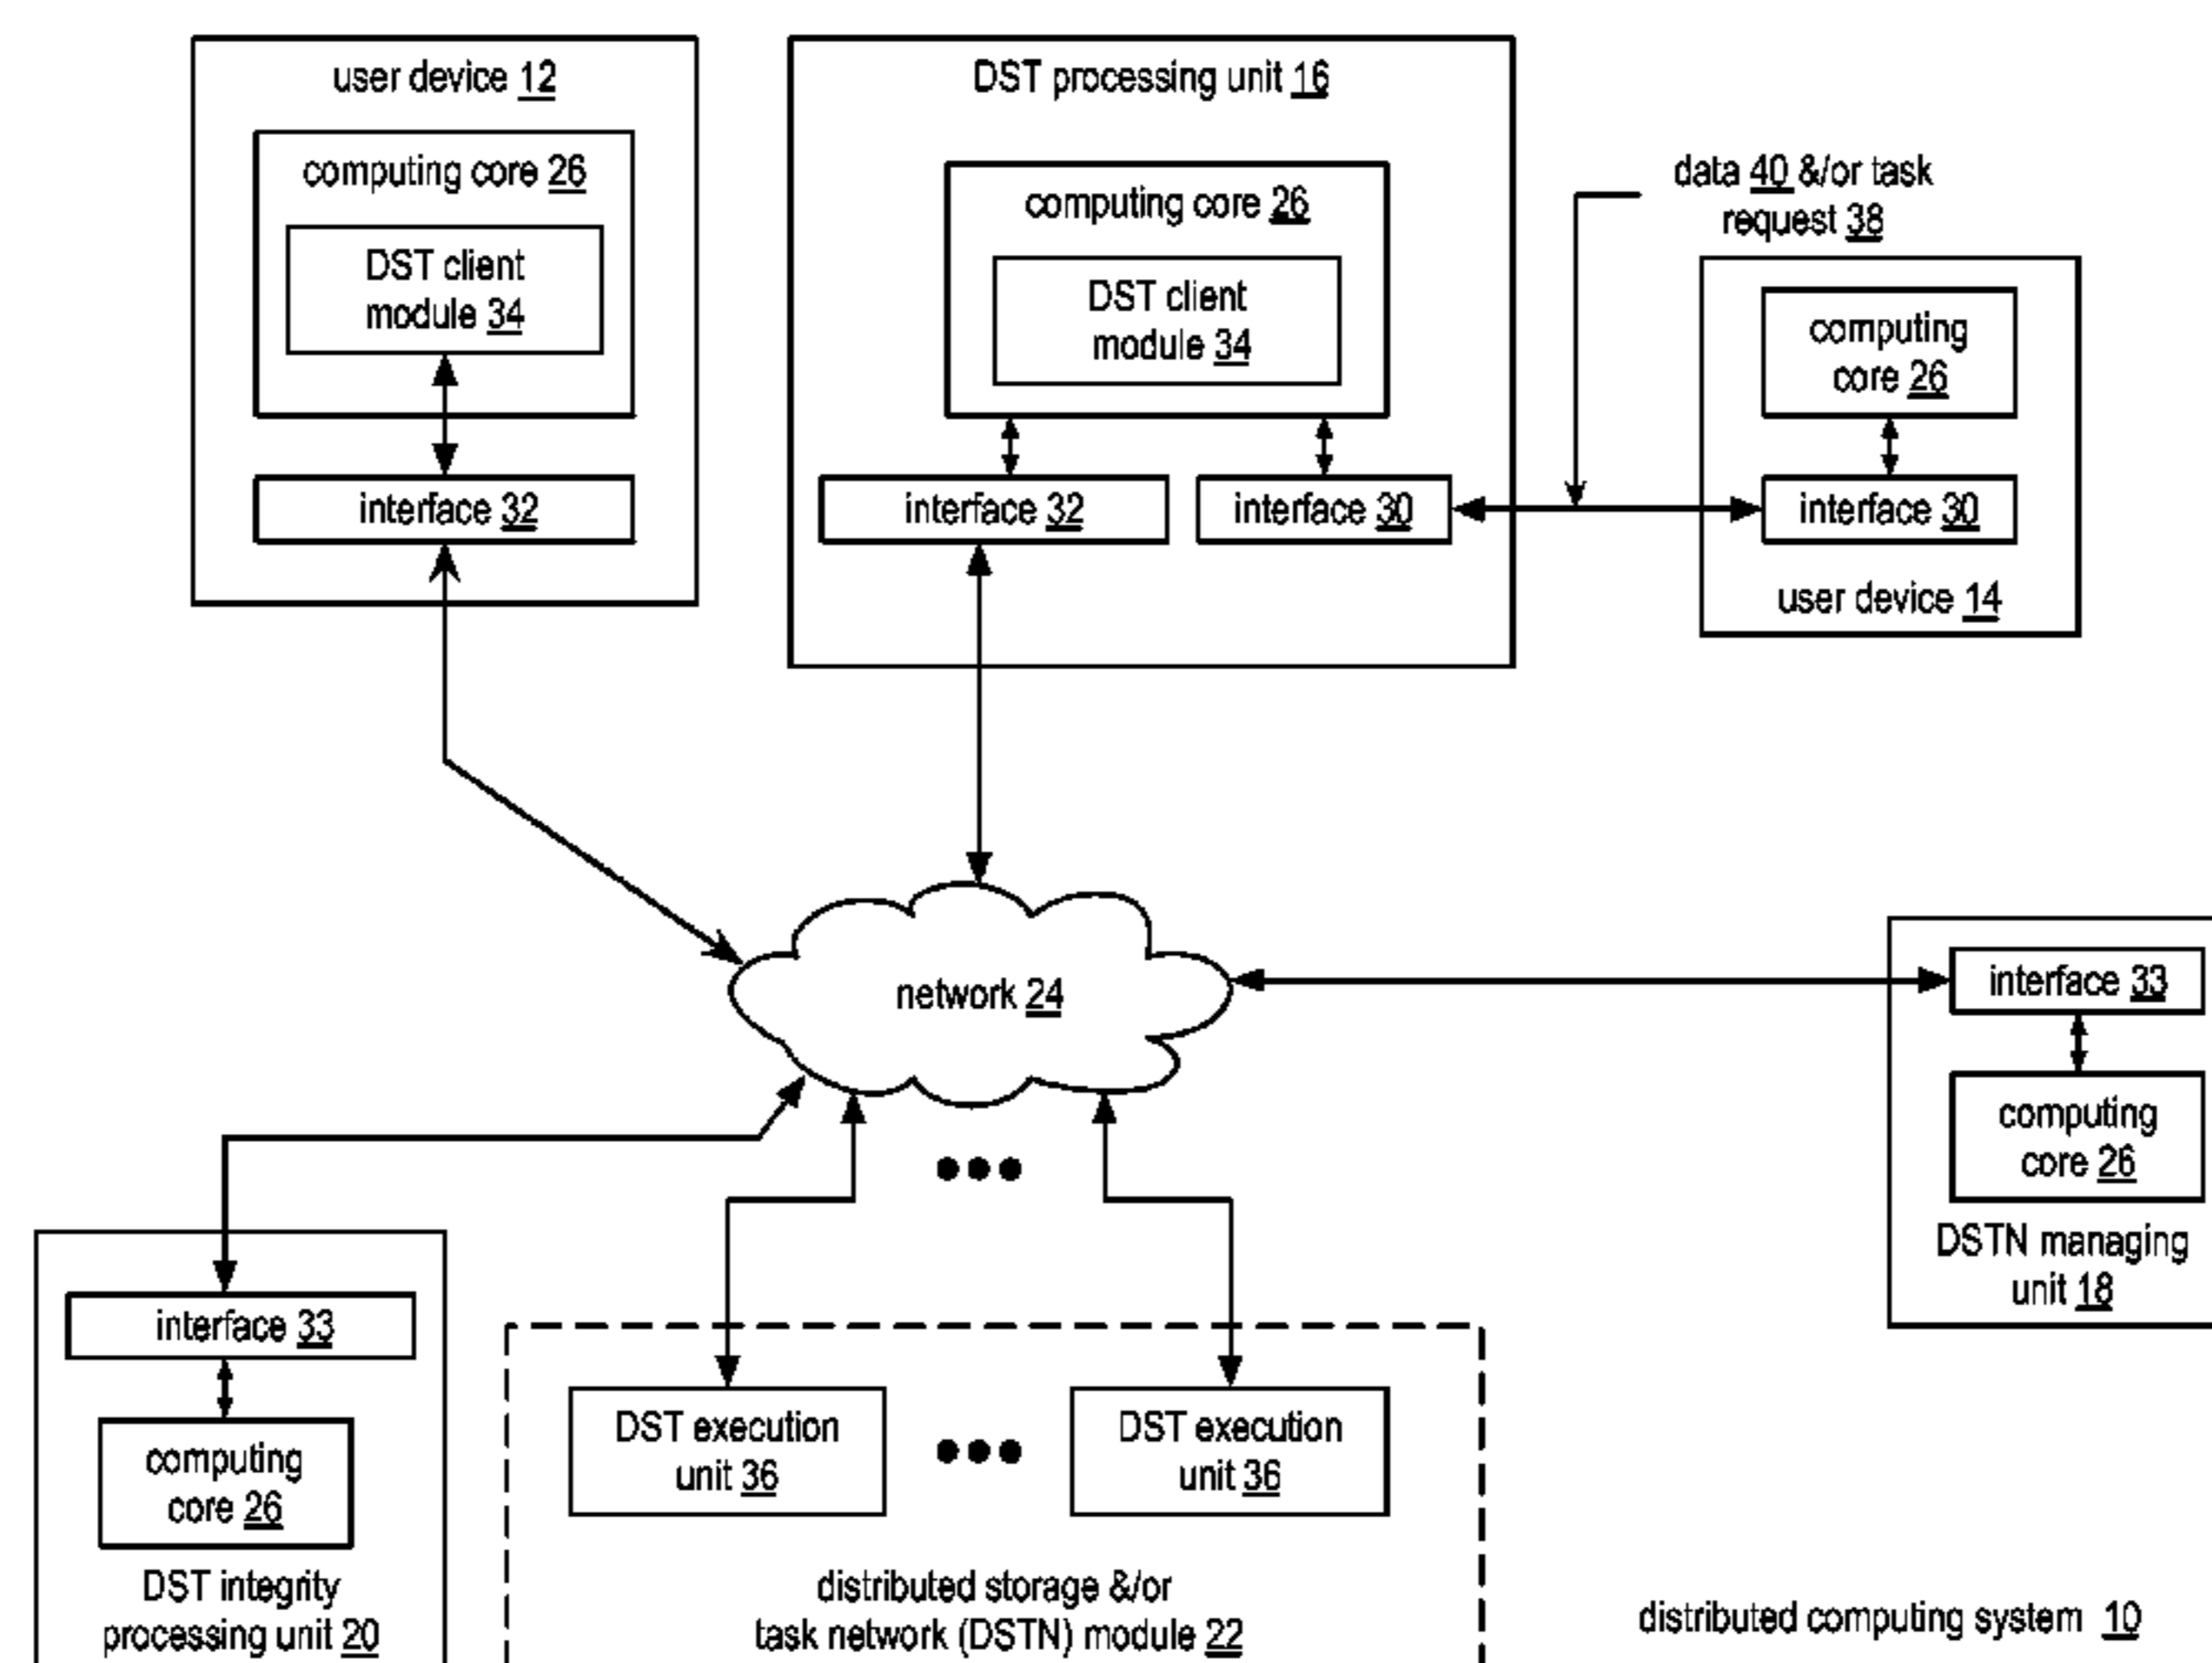 user device 12
computing core 26
DST client
module 34
interface 32
DST processing unit 16
computing core 26
DST client
module 34
interface 32
interface 30
data 40 &/or task
request 38
computing
core 26
interface 30
user device 14
network 24
interface 33
computing
core 26
DSTN managing
unit 18
interface 33
computing
core 26
DST integrity
processing unit 20
DST execution
unit 36
DST execution
unit 36
distributed storage &/or
task network (DSTN) module 22
distributed computing system 10